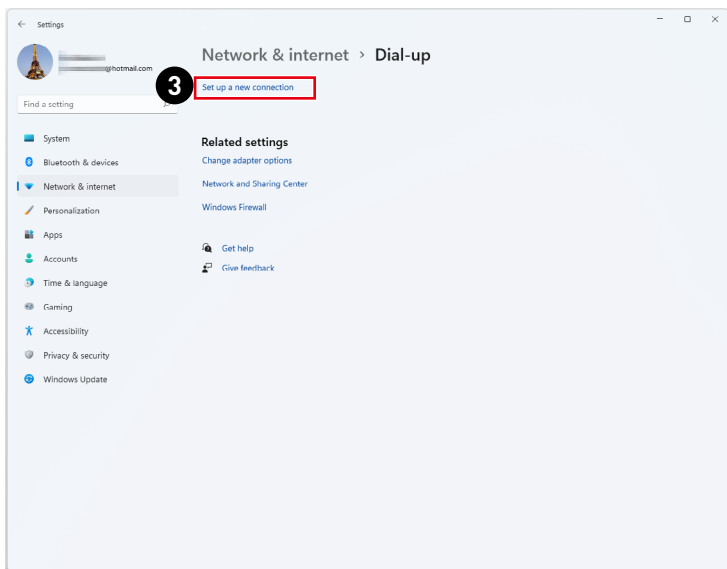 Settings
@hotmail.com
Find a setting
System
Bluetooth & devices
Network & internet
Personalization
Apps
Accounts
Time & language
Gaming
Accessibility
Privacy & security
Windows Update
Network & internet > Dial-up
3
Set up a new connection
Related settings
Change adapter options
Network and Sharing Center
Windows Firewall
Get help
Give feedback